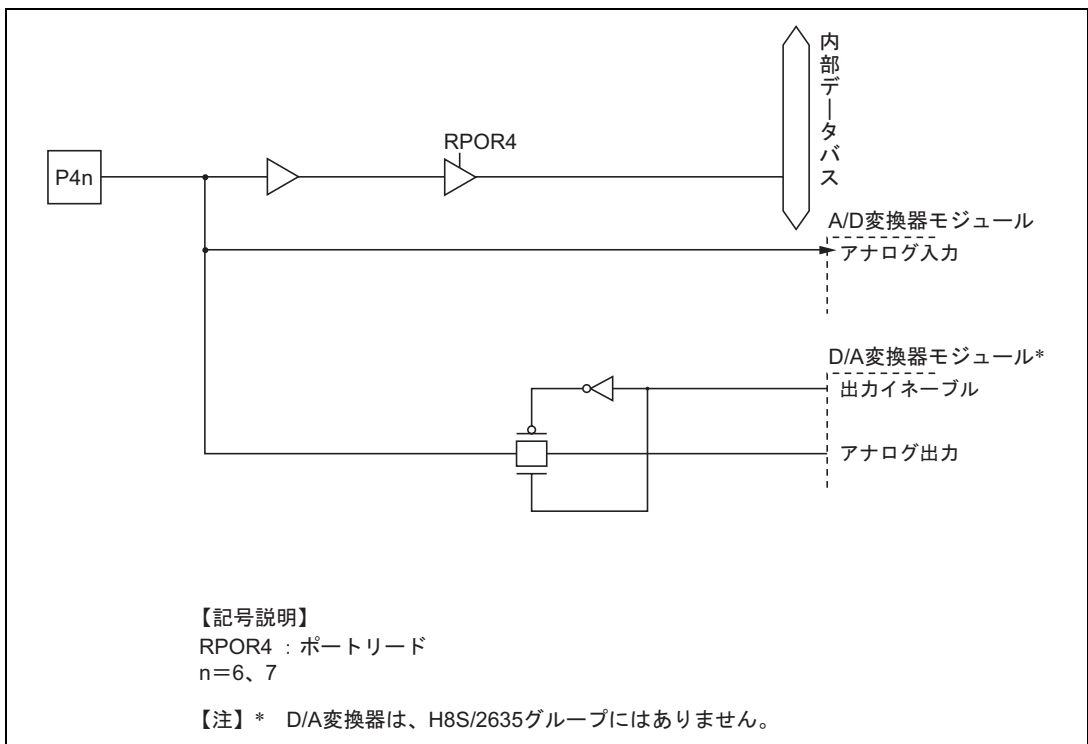 内部データバス
RPOR4
P4n
A/D変換器モジュール
アナログ入力
D/A変換器モジュール*
出力イネーブル
アナログ出力
【記号説明】
RPOR4 : ポートリード
n=6、7
【注】* D/A変換器は、H8S/2635グループにはありません。